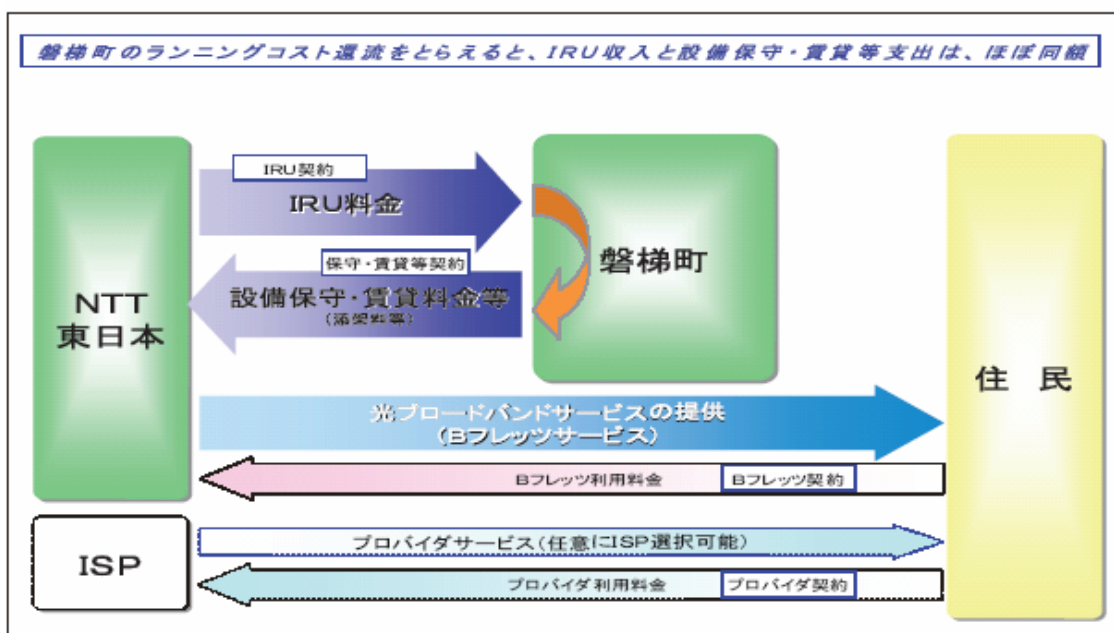 磐梯町のランニングコスト還流をとらえると、IRU収入と設備保守・賃貸等支出は、ほぼ同額
IRU契約
IRU料金
保守・賃貸等契約
設備保守・賃貸料金等
(添架料等)
NTT
東日本
磐梯町
住 民
光ブロードバンドサービスの提供
(Bフレッツサービス)
Bフレッツ利用料金
Bフレッツ契約
ISP
プロバイダサービス(任意にISP選択可能)
プロバイダ利用料金
プロバイダ契約